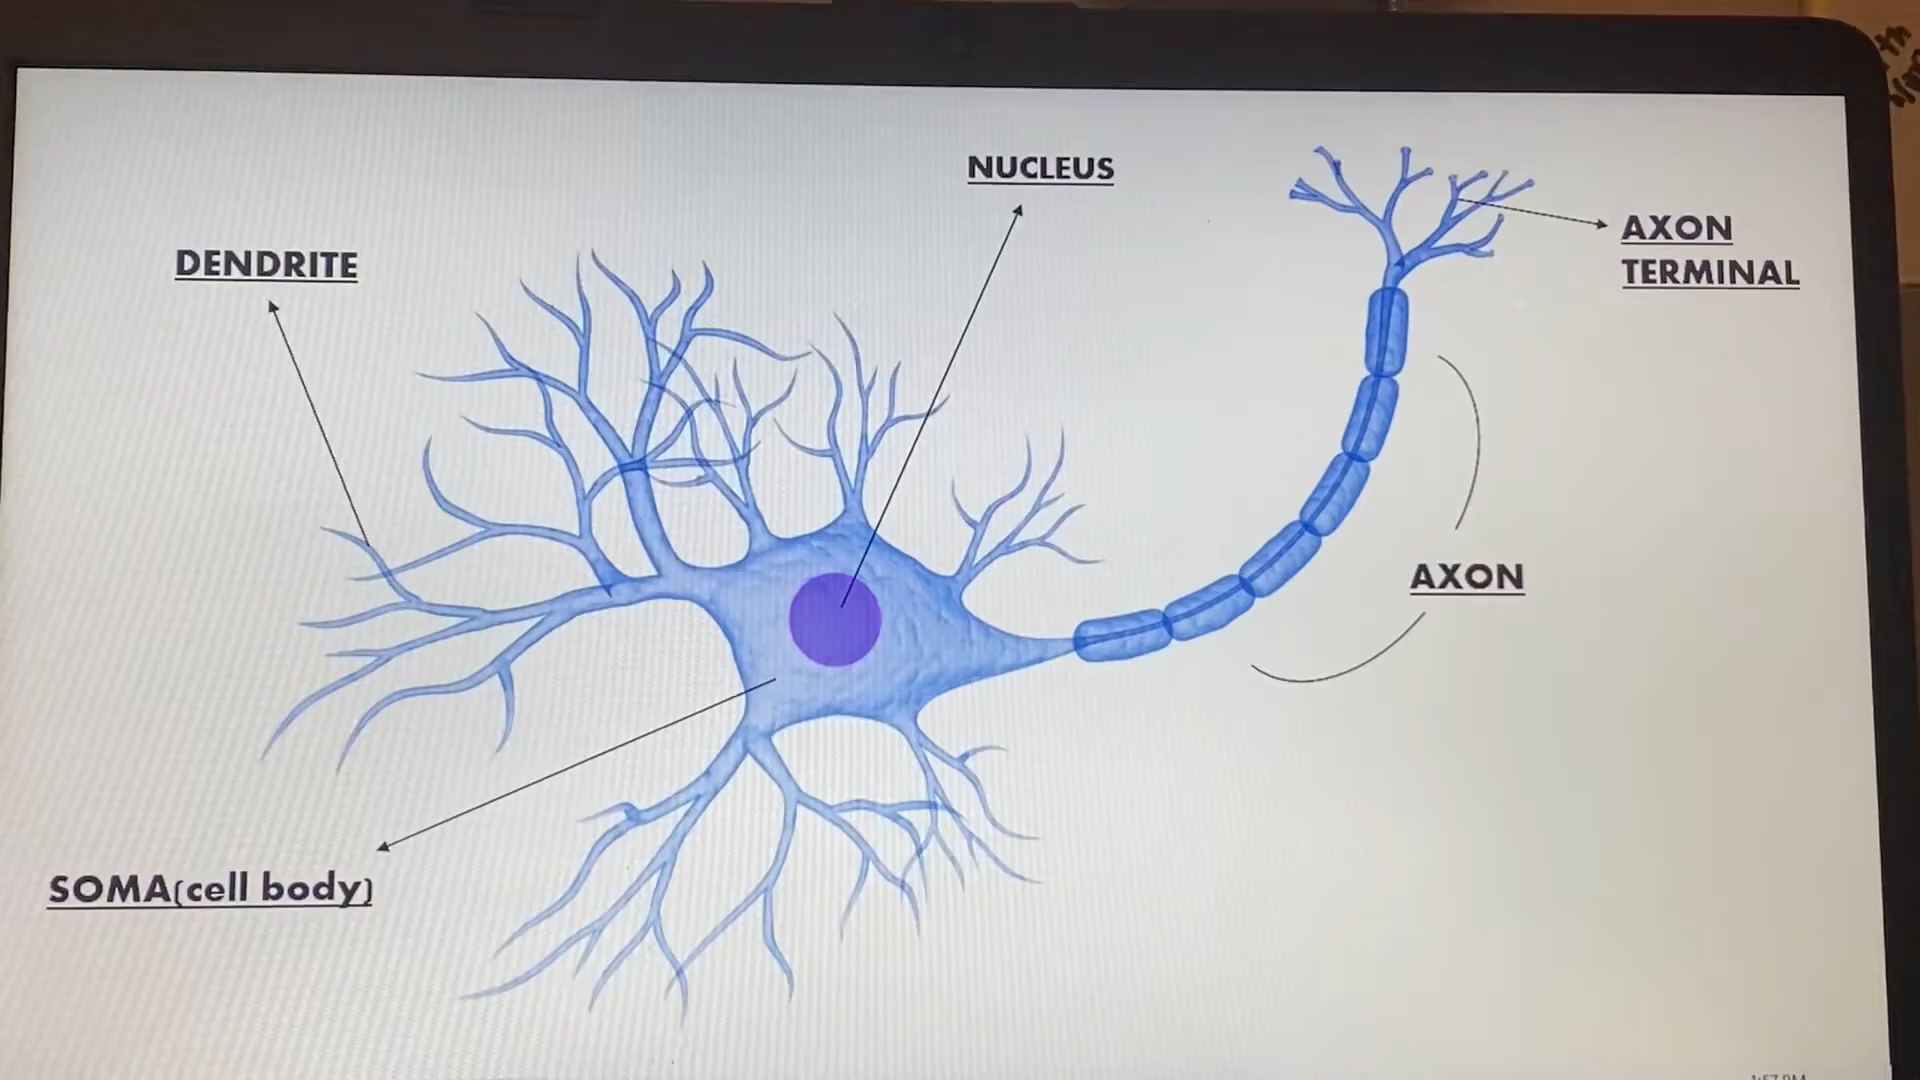 NUCLEUS
AXON
TERMINAL
DENDRITE
AXON
SOMA(cell body)